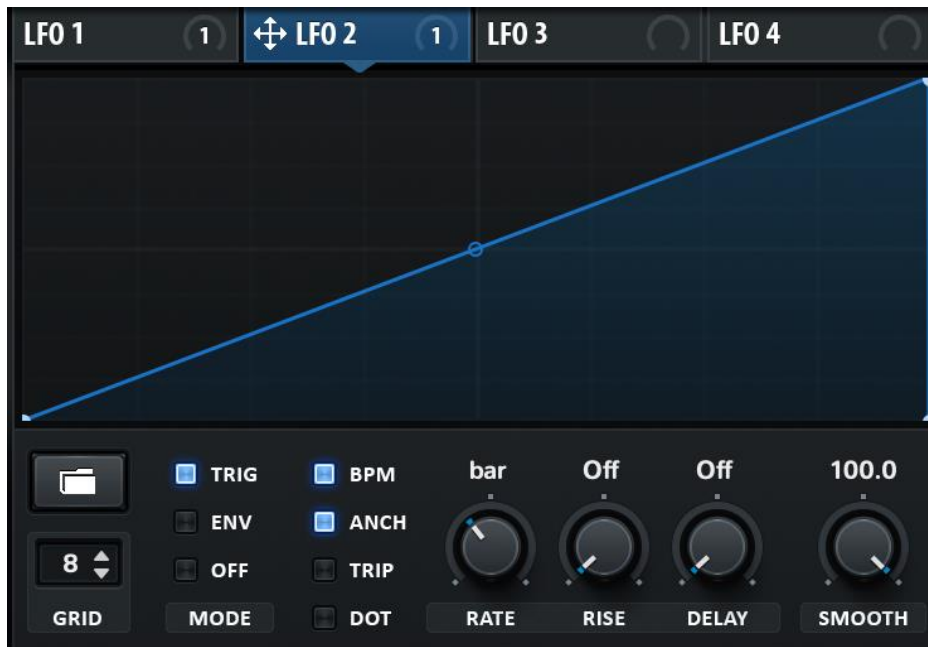 LFO 1 1 LFO 2 1 LFO 3 LFO 4
bar Off Off 100.0
TRIG BPM
ENV ANCH
8 OFF TRIP
GRID MODE DOT RATE RISE DELAY SMOOTH